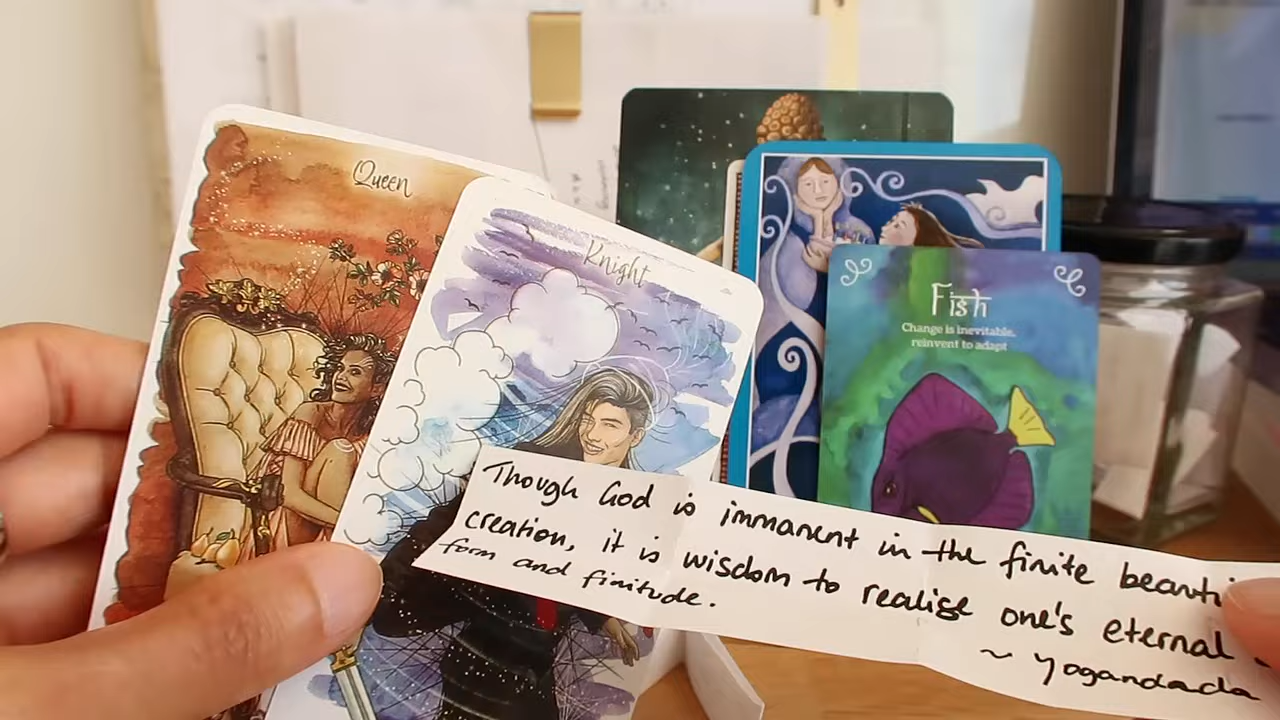 Queen
Knight
Fish
Change is inevitable,
reinvent to adapt
Though God is immanent in the finite beauti
creation, it is wisdom to realise one's eternal
form and finitude.
~ Yogandada